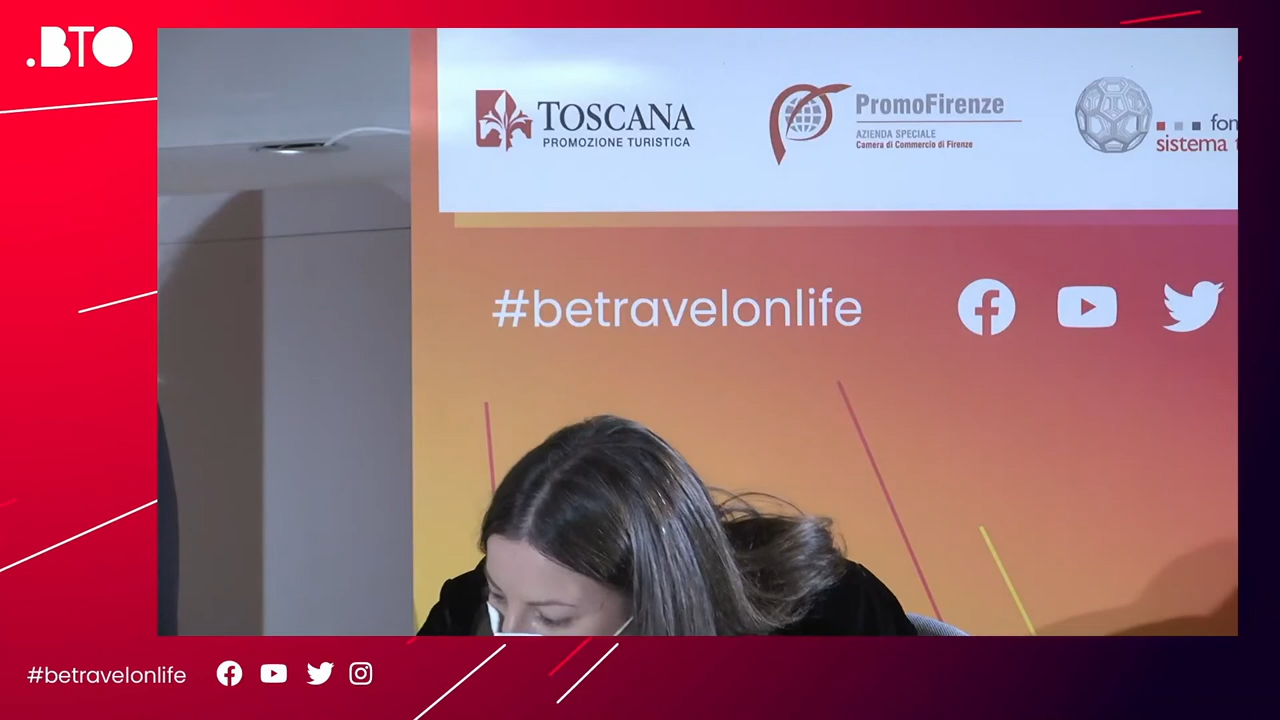 .BTO
TOSCANA
PROMOZIONE TURISTICA
PromoFirenze
AZIENDA SPECIALE
Camera di Commercio di Firenze
sistema
#betravelonlife
#betravelonlife